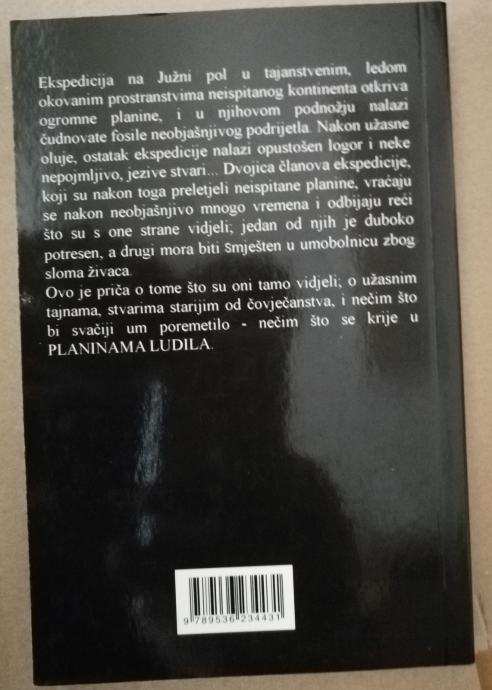 Ekspedicija na Južni pol u tajanstvenim, ledom
okovanim prostranstvima neispitanog kontinenta otkriva
ogromne planine, i u njihovom podnožju nalazi
čudnovate fosile neobjašnjivog podrijetla. Nakon užasne
oluje, ostatak ekspedicije nalazi opustošen logor i neke
nepojmljivo, jezive stvari... Dvojica članova ekspedicije,
koji su nakon toga preletjeli neispitane planine, vraćaju
se nakon neobjašnjivo mnogo vremena i odbijaju reći
što su s one strane vidjeli; jedan od njih je duboko
potresen, a drugi mora biti smješten u umobolnicu zbog
sloma živaca.
Ovo je priča o tome što su oni tamo vidjeli; o užasnim
tajnama, stvarima starijim od čovječanstva, i nečim što
bi svačiji um poremetilo - nečim što se krije u
PLANINAMA LUDILA.
9 789536 234431